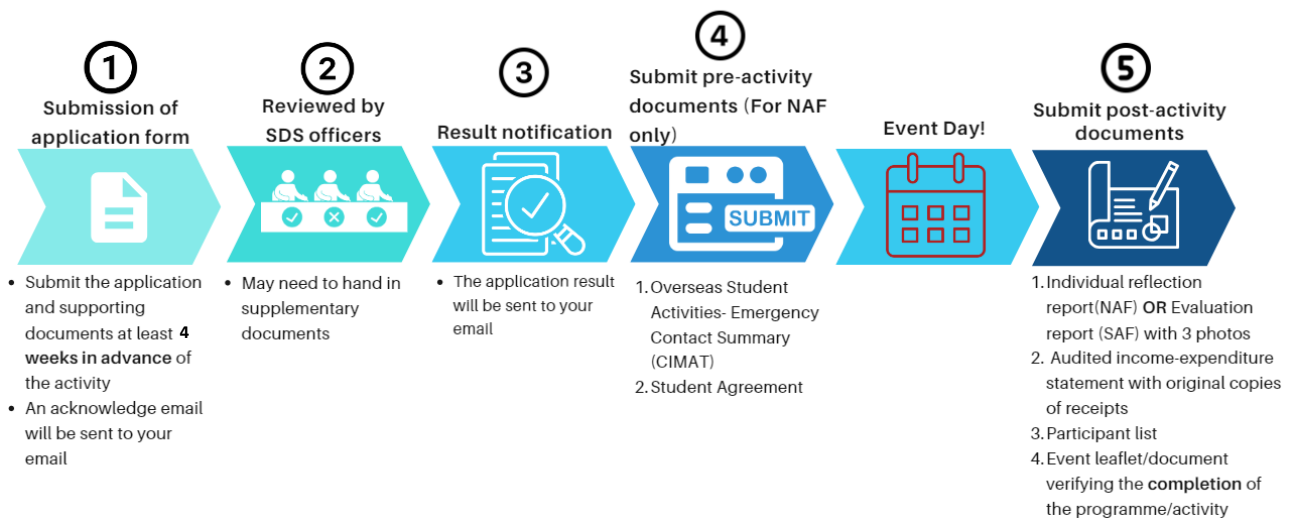 1
Submission of
application form
• Submit the application
and supporting
documents at least 4
weeks in advance of
the activity
• An acknowledge email
will be sent to your
email
2
Reviewed by
SDS officers
• May need to hand in
supplementary
documents
3
Result notification
• The application result
will be sent to your
email
4
Submit pre-activity
documents (For NAF
only)
SUBMIT
1. Overseas Student
Activities- Emergency
Contact Summary
(CIMAT)
2. Student Agreement
Event Day!
5
Submit post-activity
documents
1. Individual reflection
report(NAF) OR Evaluation
report (SAF) with 3 photos
2. Audited income-expenditure
statement with original copies
of receipts
3. Participant list
4. Event leaflet/document
verifying the completion of
the programme/activity